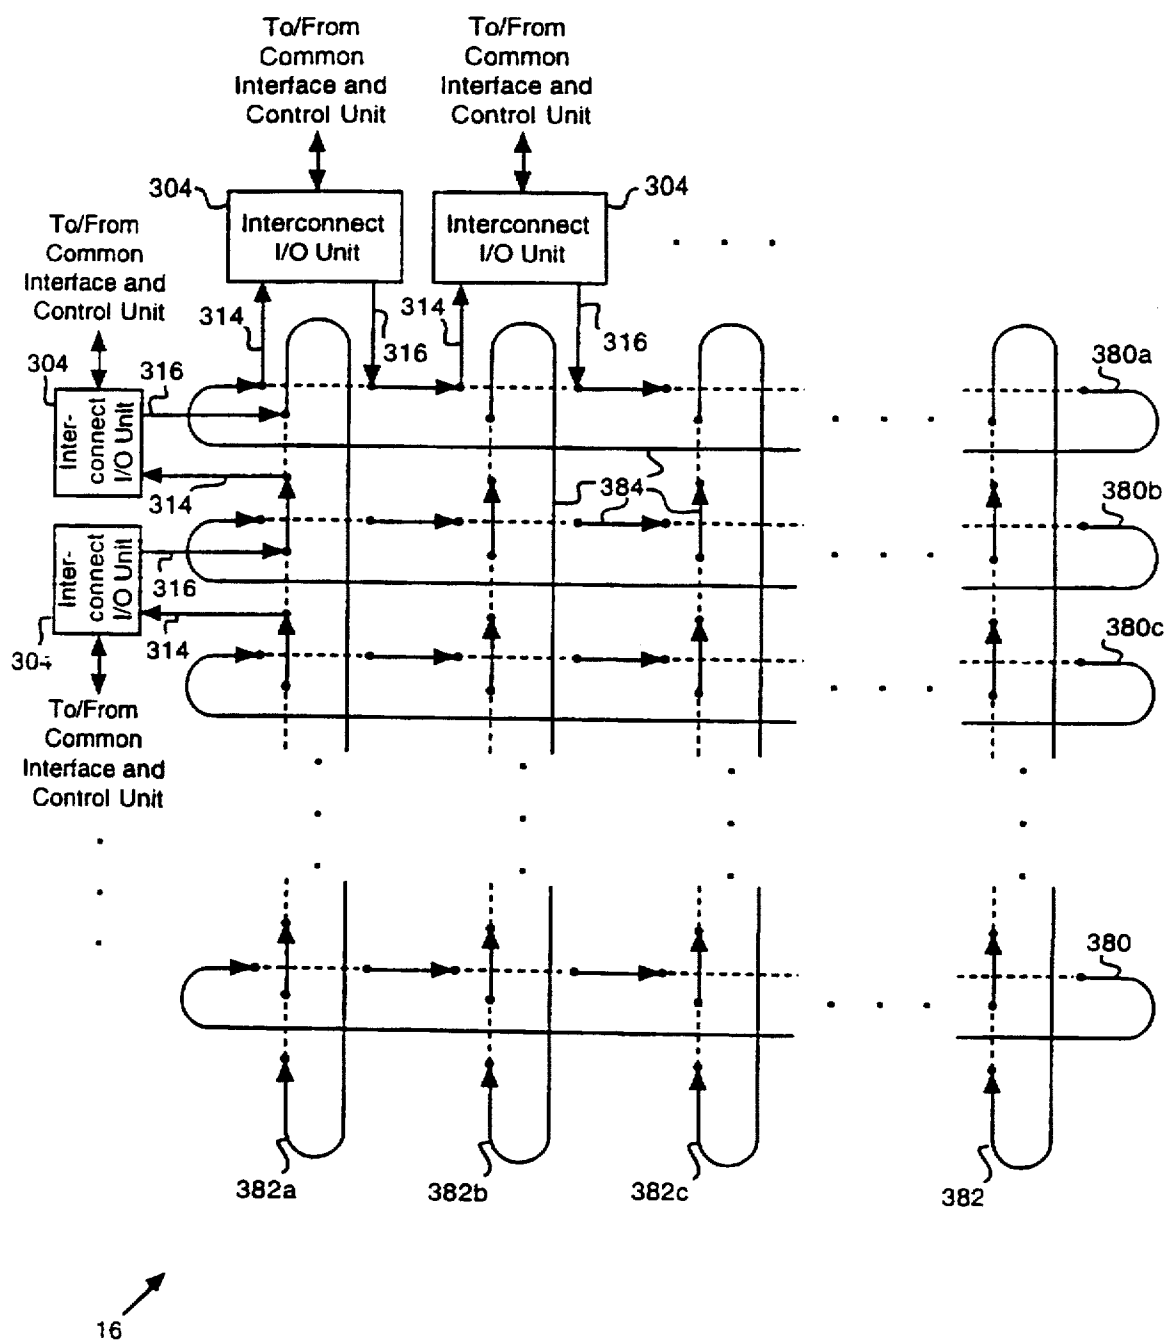 To/From
Common
Interface and
Control Unit
To/From
Common
Interface and
Control Unit
304
Interconnect
I/O Unit
Interconnect
I/O Unit
304
To/From
Common
Interface and
Control Unit
314
316
314
316
304
316
Inter-
connect
I/O Unit
314
380a
384
380b
Inter-
connect
I/O Unit
316
304
314
380c
To/From
Common
Interface and
Control Unit
380
382a
382b
382c
382
16